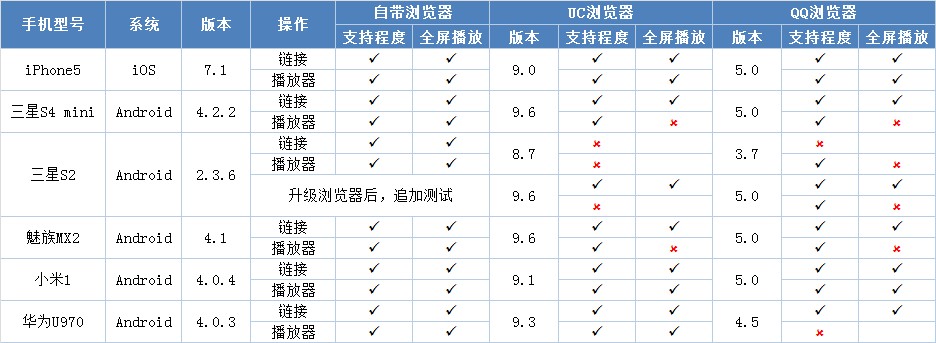 手机型号 系统 版本 操作 自带浏览器 UC浏览器 QQ浏览器
支持程度 全屏播放 版本 支持程度 全屏播放 版本 支持程度 全屏播放
iPhone5 iOS 7.1 链接 ✓ ✓ 9.0 ✓ ✓ 5.0 ✓ ✓
播放器 ✓ ✓ ✓ ✓ ✓ ✓
三星S4 mini Android 4.2.2 链接 ✓ ✓ 9.6 ✓ ✓ 5.0 ✓ ✓
播放器 ✓ ✓ ✓ ✘ ✓ ✘
三星S2 Android 2.3.6 链接 ✓ ✓ 8.7 ✘ 3.7 ✘
播放器 ✓ ✓ ✘ ✓ ✘
升级浏览器后，追加测试 9.6 ✓ ✓ 5.0 ✓ ✓
✘ ✓ ✘
魅族MX2 Android 4.1 链接 ✓ ✓ 9.6 ✓ ✓ 5.0 ✓ ✓
播放器 ✓ ✓ ✓ ✘ ✓ ✘
小米1 Android 4.0.4 链接 ✓ ✓ 9.1 ✓ ✓ 5.0 ✓ ✓
播放器 ✓ ✓ ✓ ✓ ✓ ✓
华为U970 Android 4.0.3 链接 ✓ ✓ 9.3 ✓ ✓ 4.5 ✓ ✓
播放器 ✓ ✓ ✓ ✓ ✘